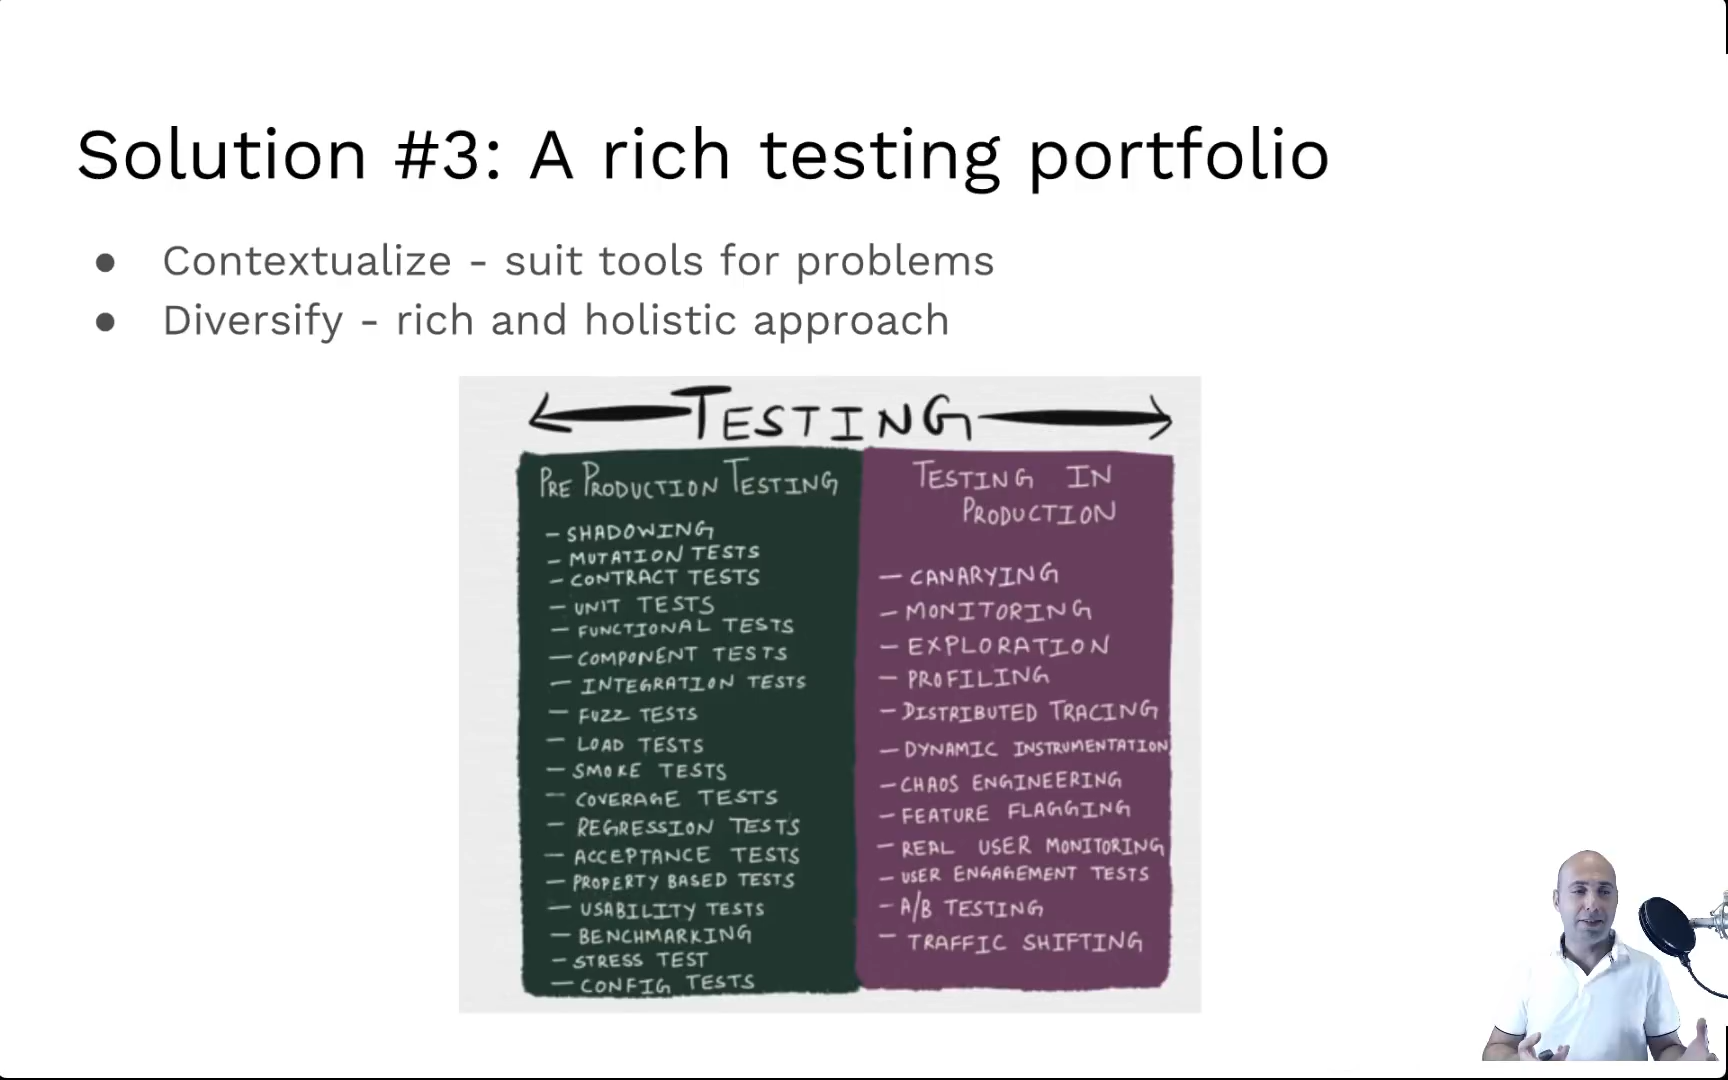 Solution #3: A rich testing portfolio
● Contextualize - suit tools for problems
● Diversify - rich and holistic approach
TESTING
PRE PRODUCTION TESTING
- SHADOWING
- MUTATION TESTS
- CONTRACT TESTS
- UNIT TESTS
- FUNCTIONAL TESTS
- COMPONENT TESTS
- INTEGRATION TESTS
- FUZZ TESTS
- LOAD TESTS
- SMOKE TESTS
- COVERAGE TESTS
- REGRESSION TESTS
- ACCEPTANCE TESTS
- PROPERTY BASED TESTS
- USABILITY TESTS
- BENCHMARKING
- STRESS TEST
- CONFIG TESTS
TESTING IN
PRODUCTION
- CANARYING
- MONITORING
- EXPLORATION
- PROFILING
- DISTRIBUTED TRACING
- DYNAMIC INSTRUMENTATION
- CHAOS ENGINEERING
- FEATURE FLAGGING
- REAL USER MONITORING
- USER ENGAGEMENT TESTS
- A/B TESTING
- TRAFFIC SHIFTING